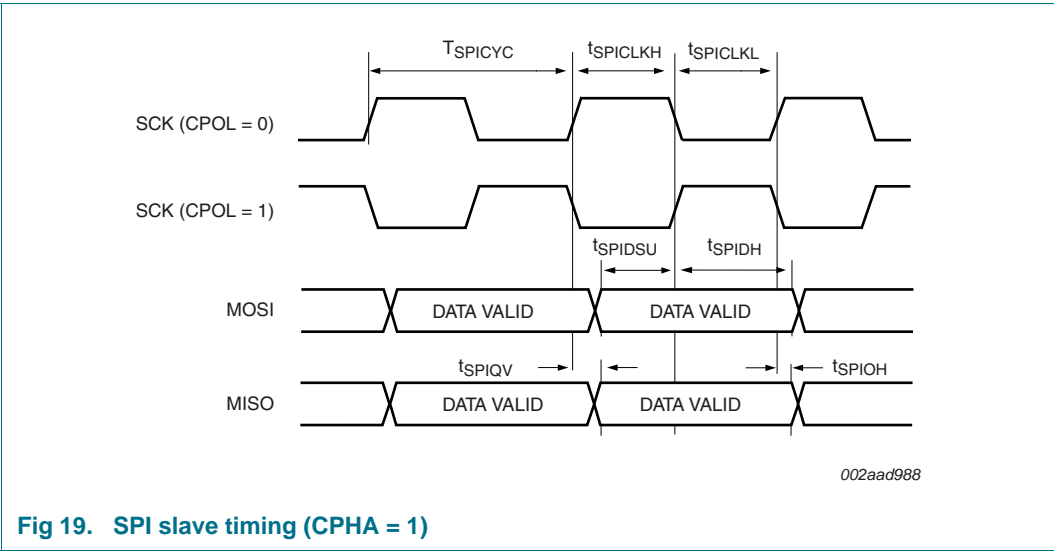 TSPICYC tSPICLKH tSPICLKL
SCK (CPOL = 0)
SCK (CPOL = 1)
tSPIDSU tSPIDH
MOSI DATA VALID DATA VALID
tSPIQV tSPIOH
MISO DATA VALID DATA VALID
002aad988
Fig 19. SPI slave timing (CPHA = 1)